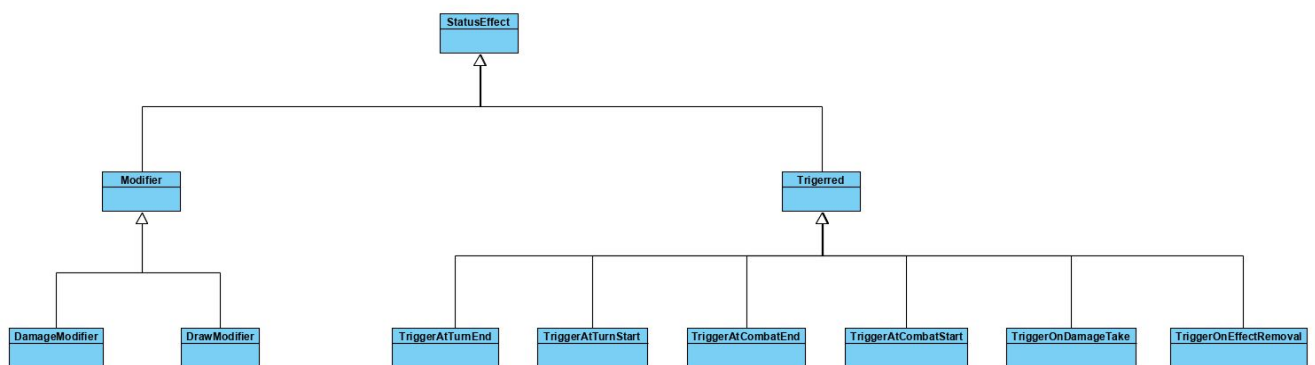 StatusEffect
Modifier
Trigerred
DamageModifier
DrawModifier
TriggerAtTurnEnd
TriggerAtTurnStart
TriggerAtCombatEnd
TriggerAtCombatStart
TriggerOnDamageTake
TriggerOnEffectRemoval